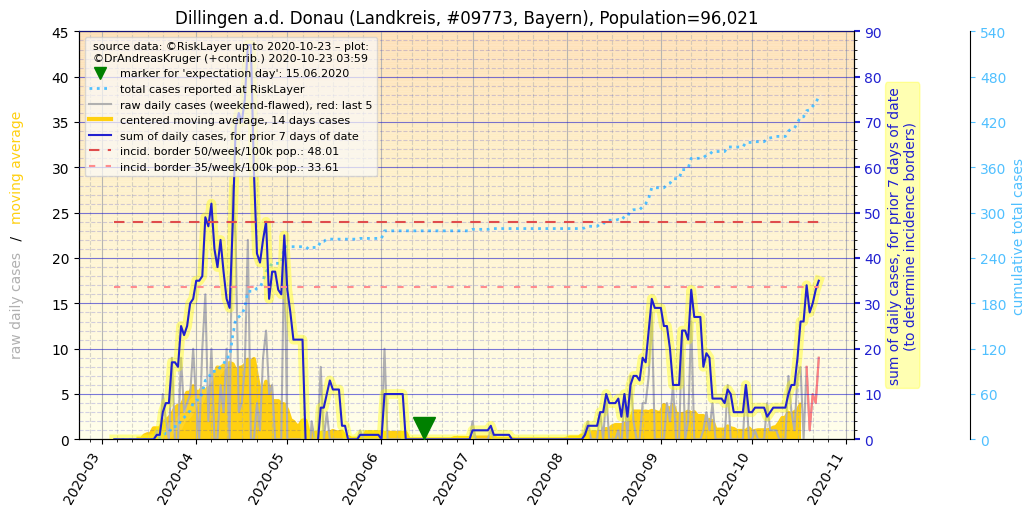 Dillingen a.d. Donau (Landkreis, #09773, Bayern), Population=96,021
source data: ©RiskLayer up to 2020-10-23 – plot:
©DrAndreasKruger (+contrib.) 2020-10-23 03:59
marker for 'expectation day': 15.06.2020
total cases reported at RiskLayer
raw daily cases (weekend-flawed), red: last 5
centered moving average, 14 days cases
sum of daily cases, for prior 7 days of date
incid. border 50/week/100k pop.: 48.01
incid. border 35/week/100k pop.: 33.61
raw daily cases / moving average
45
40
35
30
25
20
15
10
5
0
90
80
70
60
50
40
30
20
10
0
sum of daily cases, for prior 7 days of date
(to determine incidence borders)
540
480
420
360
300
240
180
120
60
0
cumulative total cases
2020-03
2020-04
2020-05
2020-06
2020-07
2020-08
2020-09
2020-10
2020-11